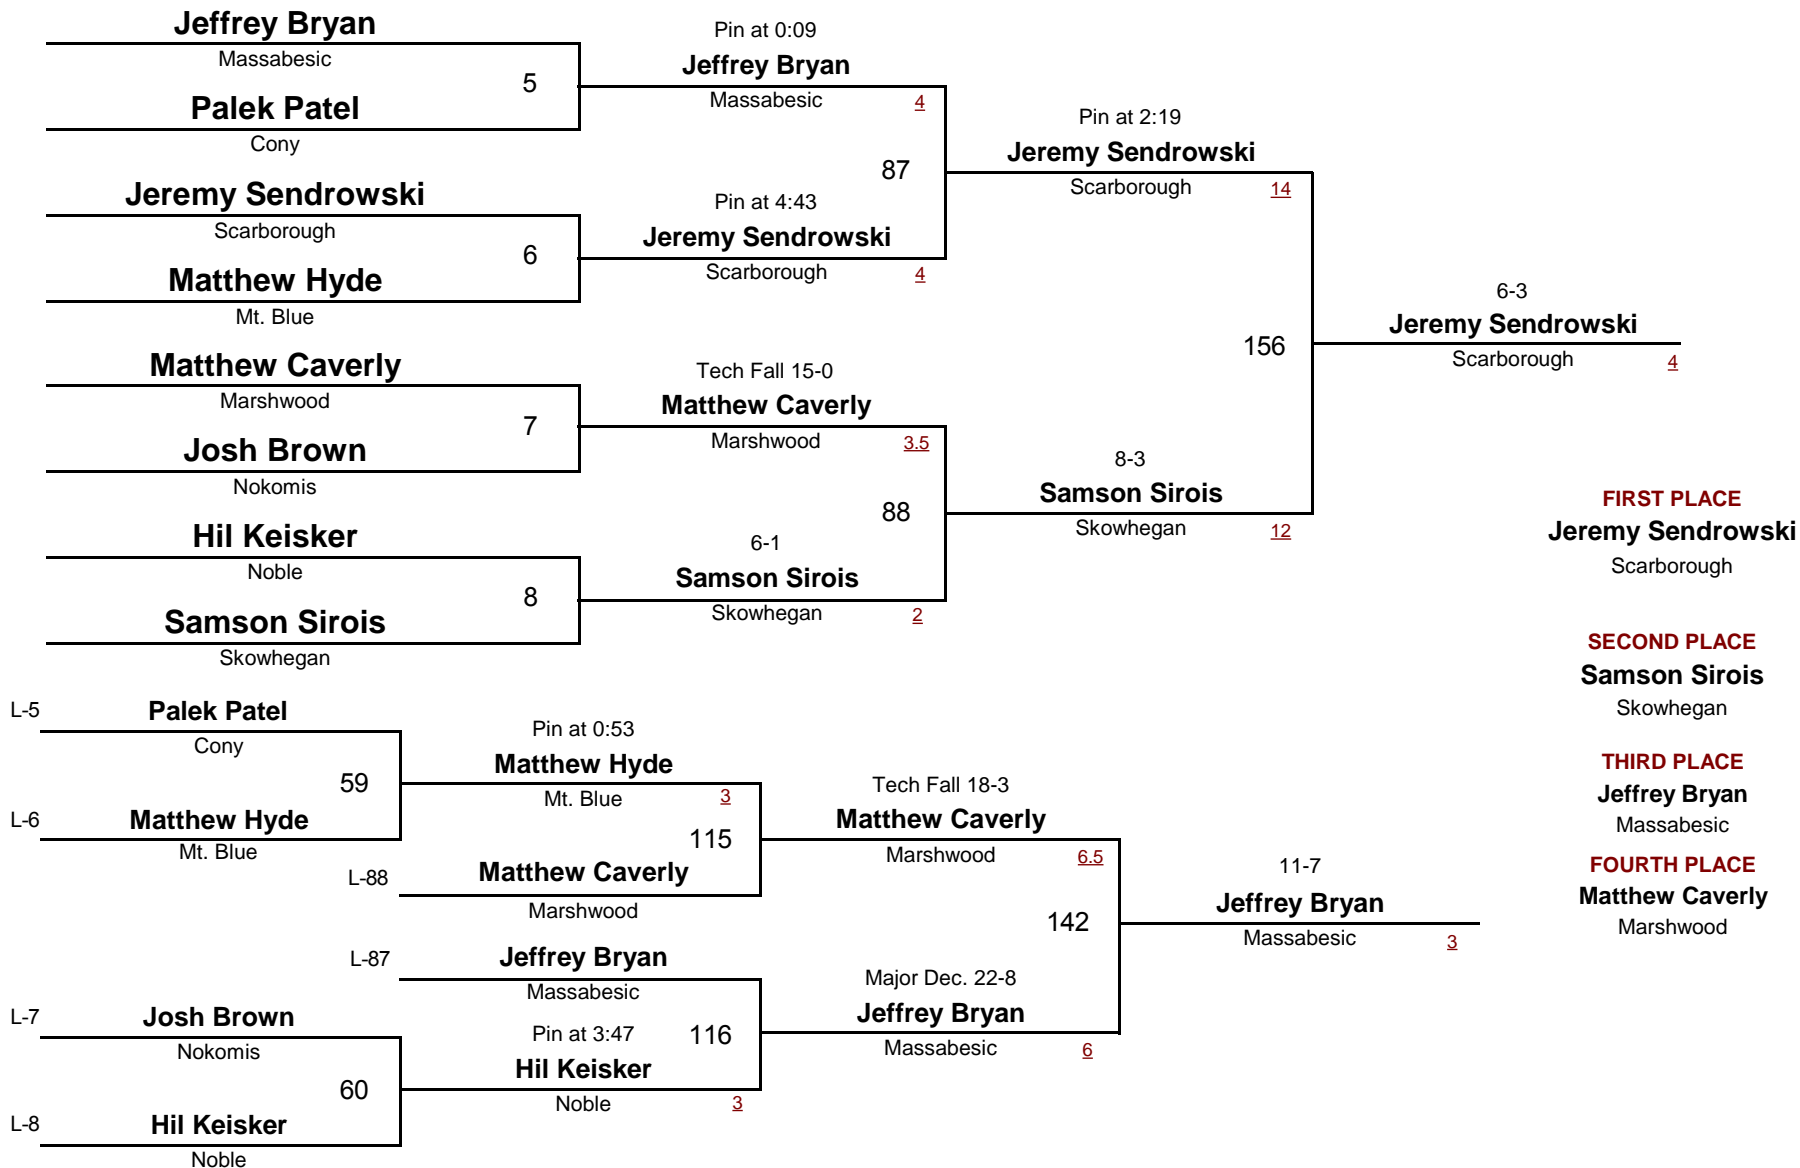 Jeffrey Bryan
Massabesic
5
Palek Patel
Cony
Jeremy Sendrowski
Scarborough
6
Matthew Hyde
Mt. Blue
Matthew Caverly
Marshwood
7
Josh Brown
Nokomis
Hil Keisker
Noble
8
Samson Sirois
Skowhegan
Pin at 0:09
Jeffrey Bryan
Massabesic 4
87
Pin at 4:43
Jeremy Sendrowski
Scarborough 4
Tech Fall 15-0
Matthew Caverly
Marshwood 3.5
88
6-1
Samson Sirois
Skowhegan 2
Pin at 2:19
Jeremy Sendrowski
Scarborough 14
156
8-3
Samson Sirois
Skowhegan 12
6-3
Jeremy Sendrowski
Scarborough 4
FIRST PLACE
Jeremy Sendrowski
Scarborough
SECOND PLACE
Samson Sirois
Skowhegan
THIRD PLACE
Jeffrey Bryan
Massabesic
FOURTH PLACE
Matthew Caverly
Marshwood
L-5 Palek Patel
Cony
59
L-6 Matthew Hyde
Mt. Blue
Pin at 0:53
Matthew Hyde
Mt. Blue 3
115
L-88 Matthew Caverly
Marshwood
L-87 Jeffrey Bryan
Massabesic
116
L-7 Josh Brown
Nokomis
60
L-8 Hil Keisker
Noble
Pin at 3:47
Hil Keisker
Noble 3
Tech Fall 18-3
Matthew Caverly
Marshwood 6.5
142
Major Dec. 22-8
Jeffrey Bryan
Massabesic 6
11-7
Jeffrey Bryan
Massabesic 3